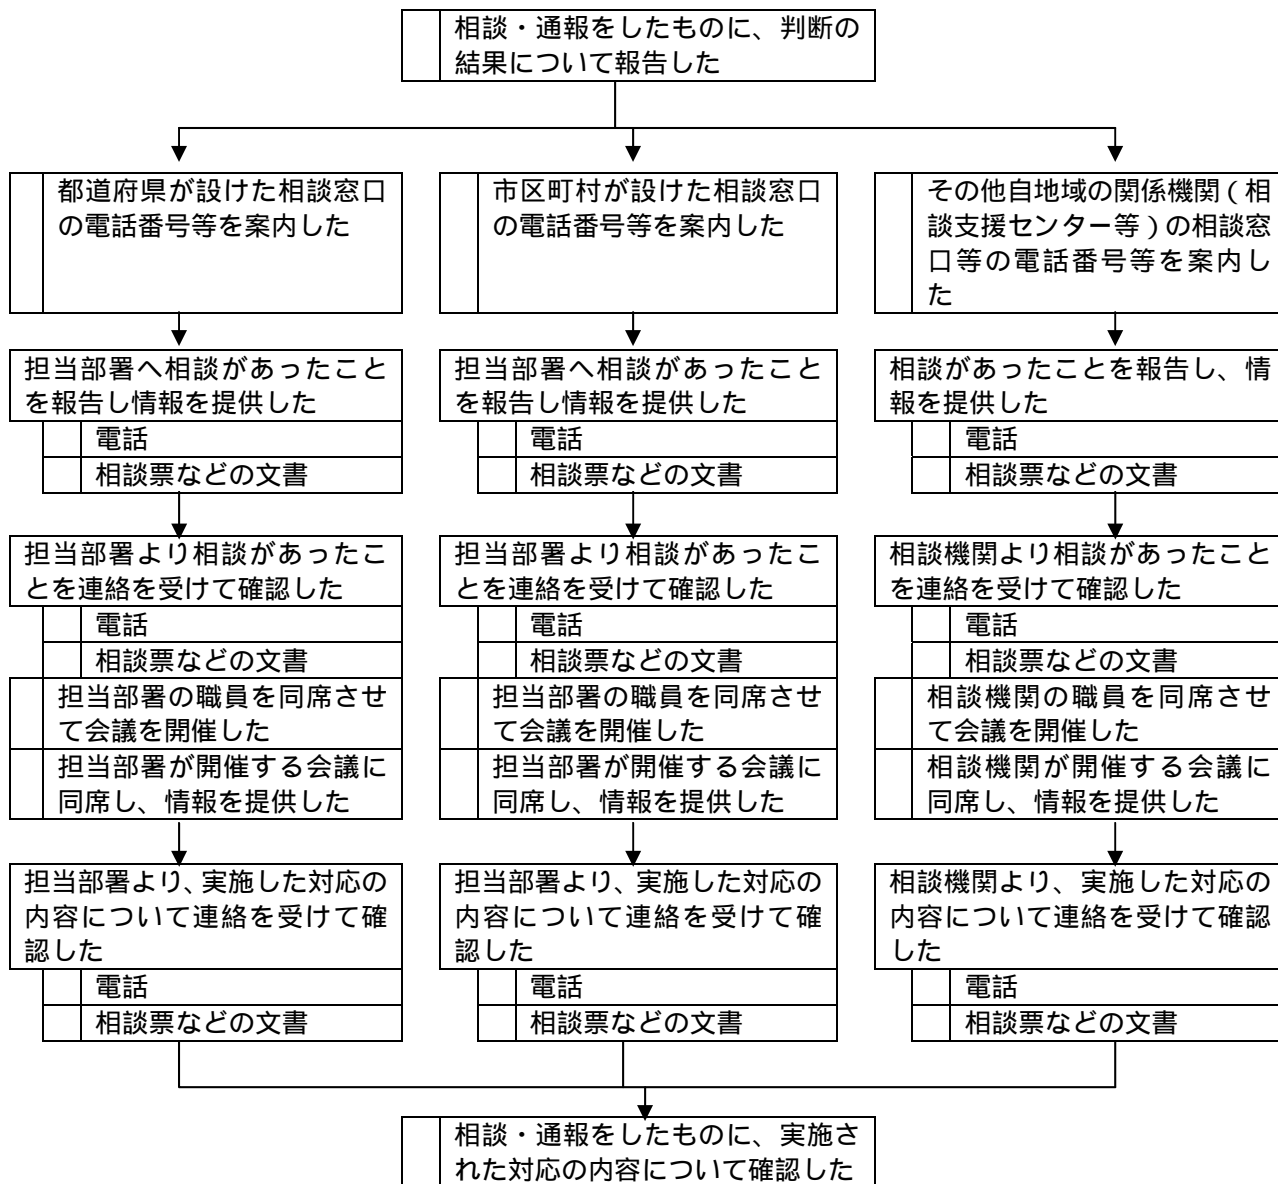 相談・通報をしたものに、判断の
結果について報告した
都道府県が設けた相談窓口
の電話番号等を案内した
市区町村が設けた相談窓口
の電話番号等を案内した
その他自地域の関係機関（相
談支援センター等）の相談窓
口等の電話番号等を案内し
た
担当部署へ相談があったこと
を報告し情報を提供した
電話
相談票などの文書
担当部署へ相談があったこと
を報告し情報を提供した
電話
相談票などの文書
相談があったことを報告し、情
報を提供した
電話
相談票などの文書
担当部署より相談があったこ
とを連絡を受けて確認した
電話
相談票などの文書
担当部署の職員を同席させ
て会議を開催した
担当部署が開催する会議に
同席し、情報を提供した
担当部署より相談があったこ
とを連絡を受けて確認した
電話
相談票などの文書
担当部署の職員を同席させ
て会議を開催した
担当部署が開催する会議に
同席し、情報を提供した
相談機関より相談があったこと
を連絡を受けて確認した
電話
相談票などの文書
相談機関の職員を同席させ
て会議を開催した
相談機関が開催する会議に
同席し、情報を提供した
担当部署より、実施した対応の
内容について連絡を受けて確
認した
電話
相談票などの文書
担当部署より、実施した対応の
内容について連絡を受けて確
認した
電話
相談票などの文書
相談機関より、実施した対応の
内容について連絡を受けて確認
した
電話
相談票などの文書
相談・通報をしたものに、実施さ
れた対応の内容について確認した